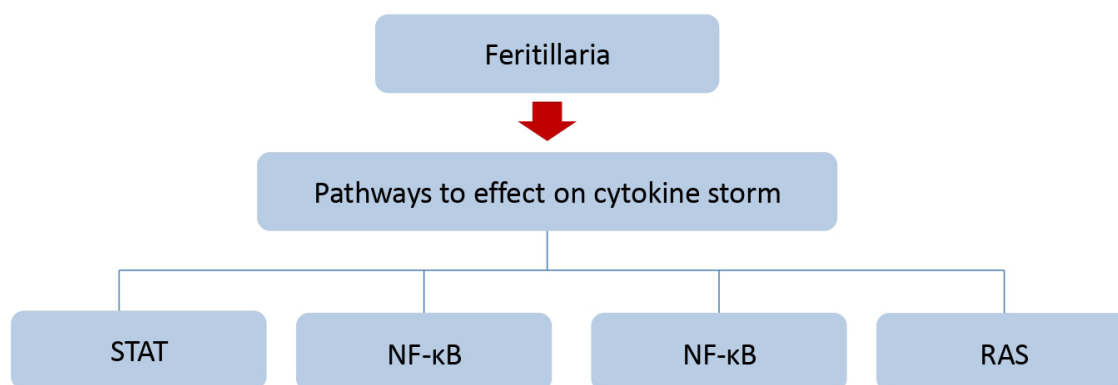 Feritillaria
Pathways to effect on cytokine storm
STAT
NF-κB
NF-κB
RAS